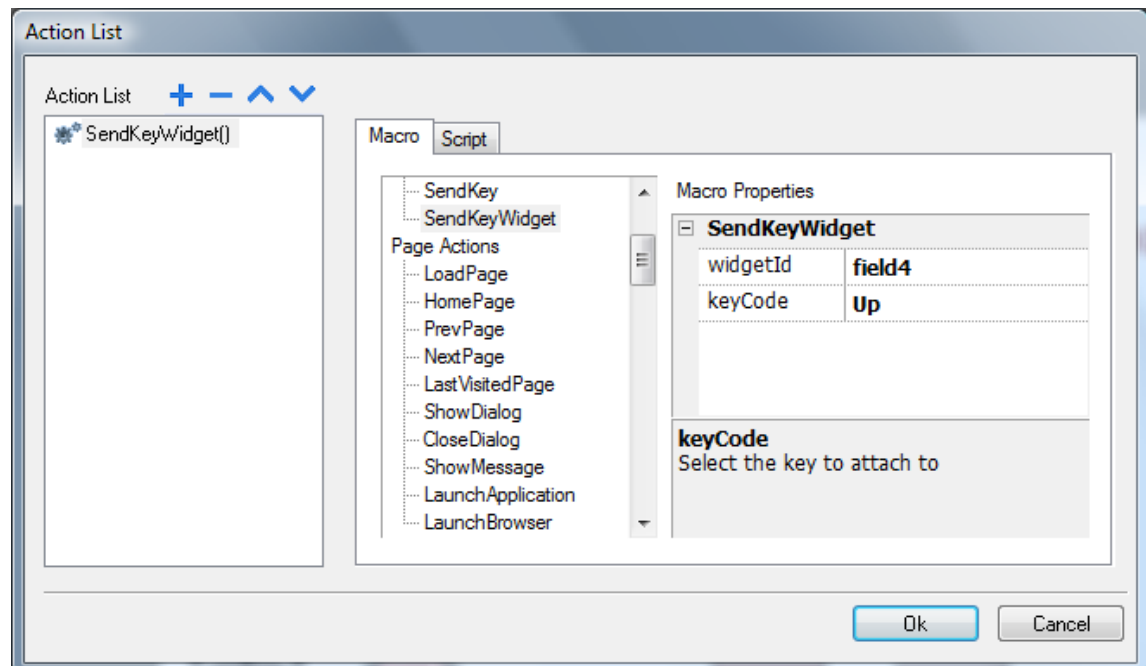 Action List
Action List
SendKeyWidget()
Macro
Script
SendKey
SendKeyWidget
Page Actions
LoadPage
HomePage
PrevPage
NextPage
LastVisitedPage
ShowDialog
CloseDialog
ShowMessage
LaunchApplication
LaunchBrowser
Macro Properties
SendKeyWidget
widgetId field4
keyCode Up
keyCode
Select the key to attach to
Ok Cancel